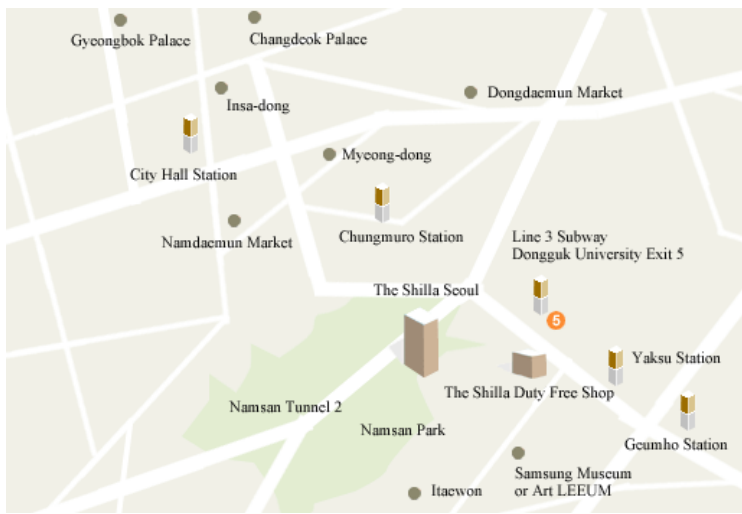 Gyeongbok Palace
Changdeok Palace
Insa-dong
Dongdaemun Market
City Hall Station
Myeong-dong
Namdaemun Market
Chungmuro Station
Line 3 Subway
Dongguk University Exit 5
The Shilla Seoul
5
Yaksu Station
The Shilla Duty Free Shop
Namsan Tunnel 2
Namsan Park
Geumho Station
Samsung Museum
or Art LEEUM
Itaewon